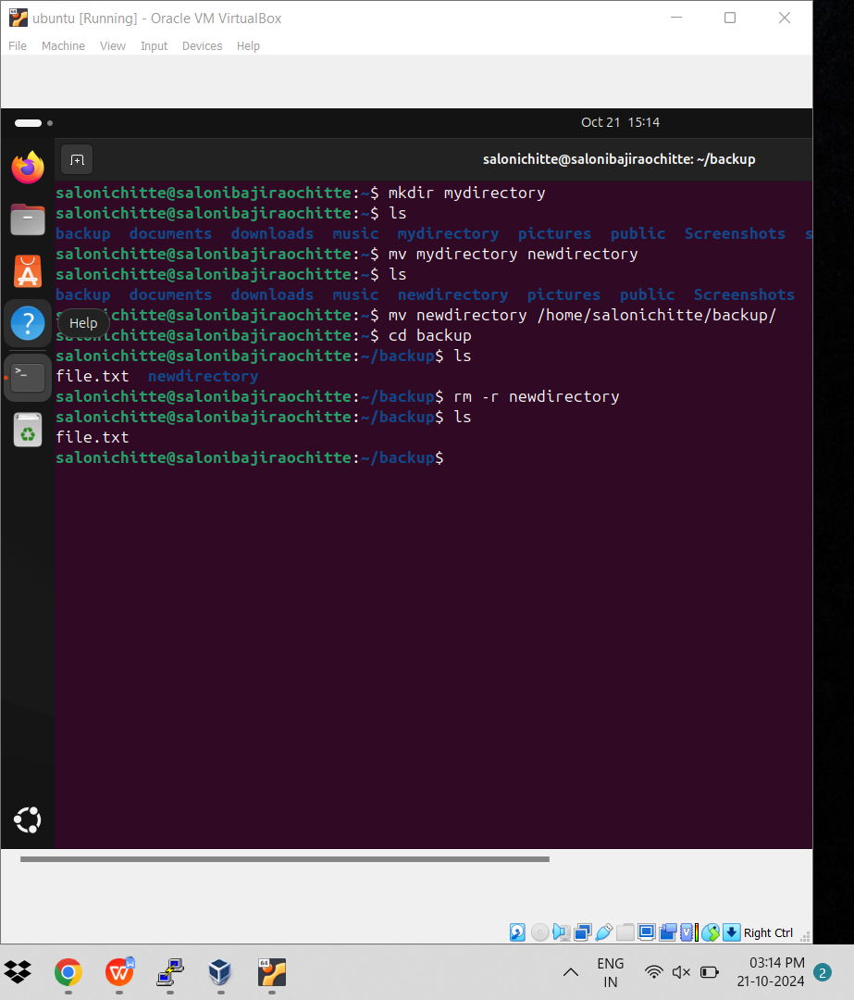 ubuntu [Running] - Oracle VM VirtualBox
File Machine View Input Devices Help
Oct 21 15:14
salonichitte@salonibajiraochitte: ~/backup
salonichitte@salonibajiraochitte:~$ mkdir mydirectory
salonichitte@salonibajiraochitte:~$ ls
backup documents downloads music mydirectory pictures public Screenshots s
salonichitte@salonibajiraochitte:~$ mv mydirectory newdirectory
salonichitte@salonibajiraochitte:~$ ls
backup documents downloads music newdirectory pictures public Screenshots
salonichitte@salonibajiraochitte:~$ mv newdirectory /home/salonichitte/backup/
Help
salonichitte@salonibajiraochitte:~$ cd backup
salonichitte@salonibajiraochitte:~/backup$ ls
file.txt newdirectory
salonichitte@salonibajiraochitte:~/backup$ rm -r newdirectory
salonichitte@salonibajiraochitte:~/backup$ ls
file.txt
salonichitte@salonibajiraochitte:~/backup$
Right Ctrl
64
ENG
IN
03:14 PM
21-10-2024
2